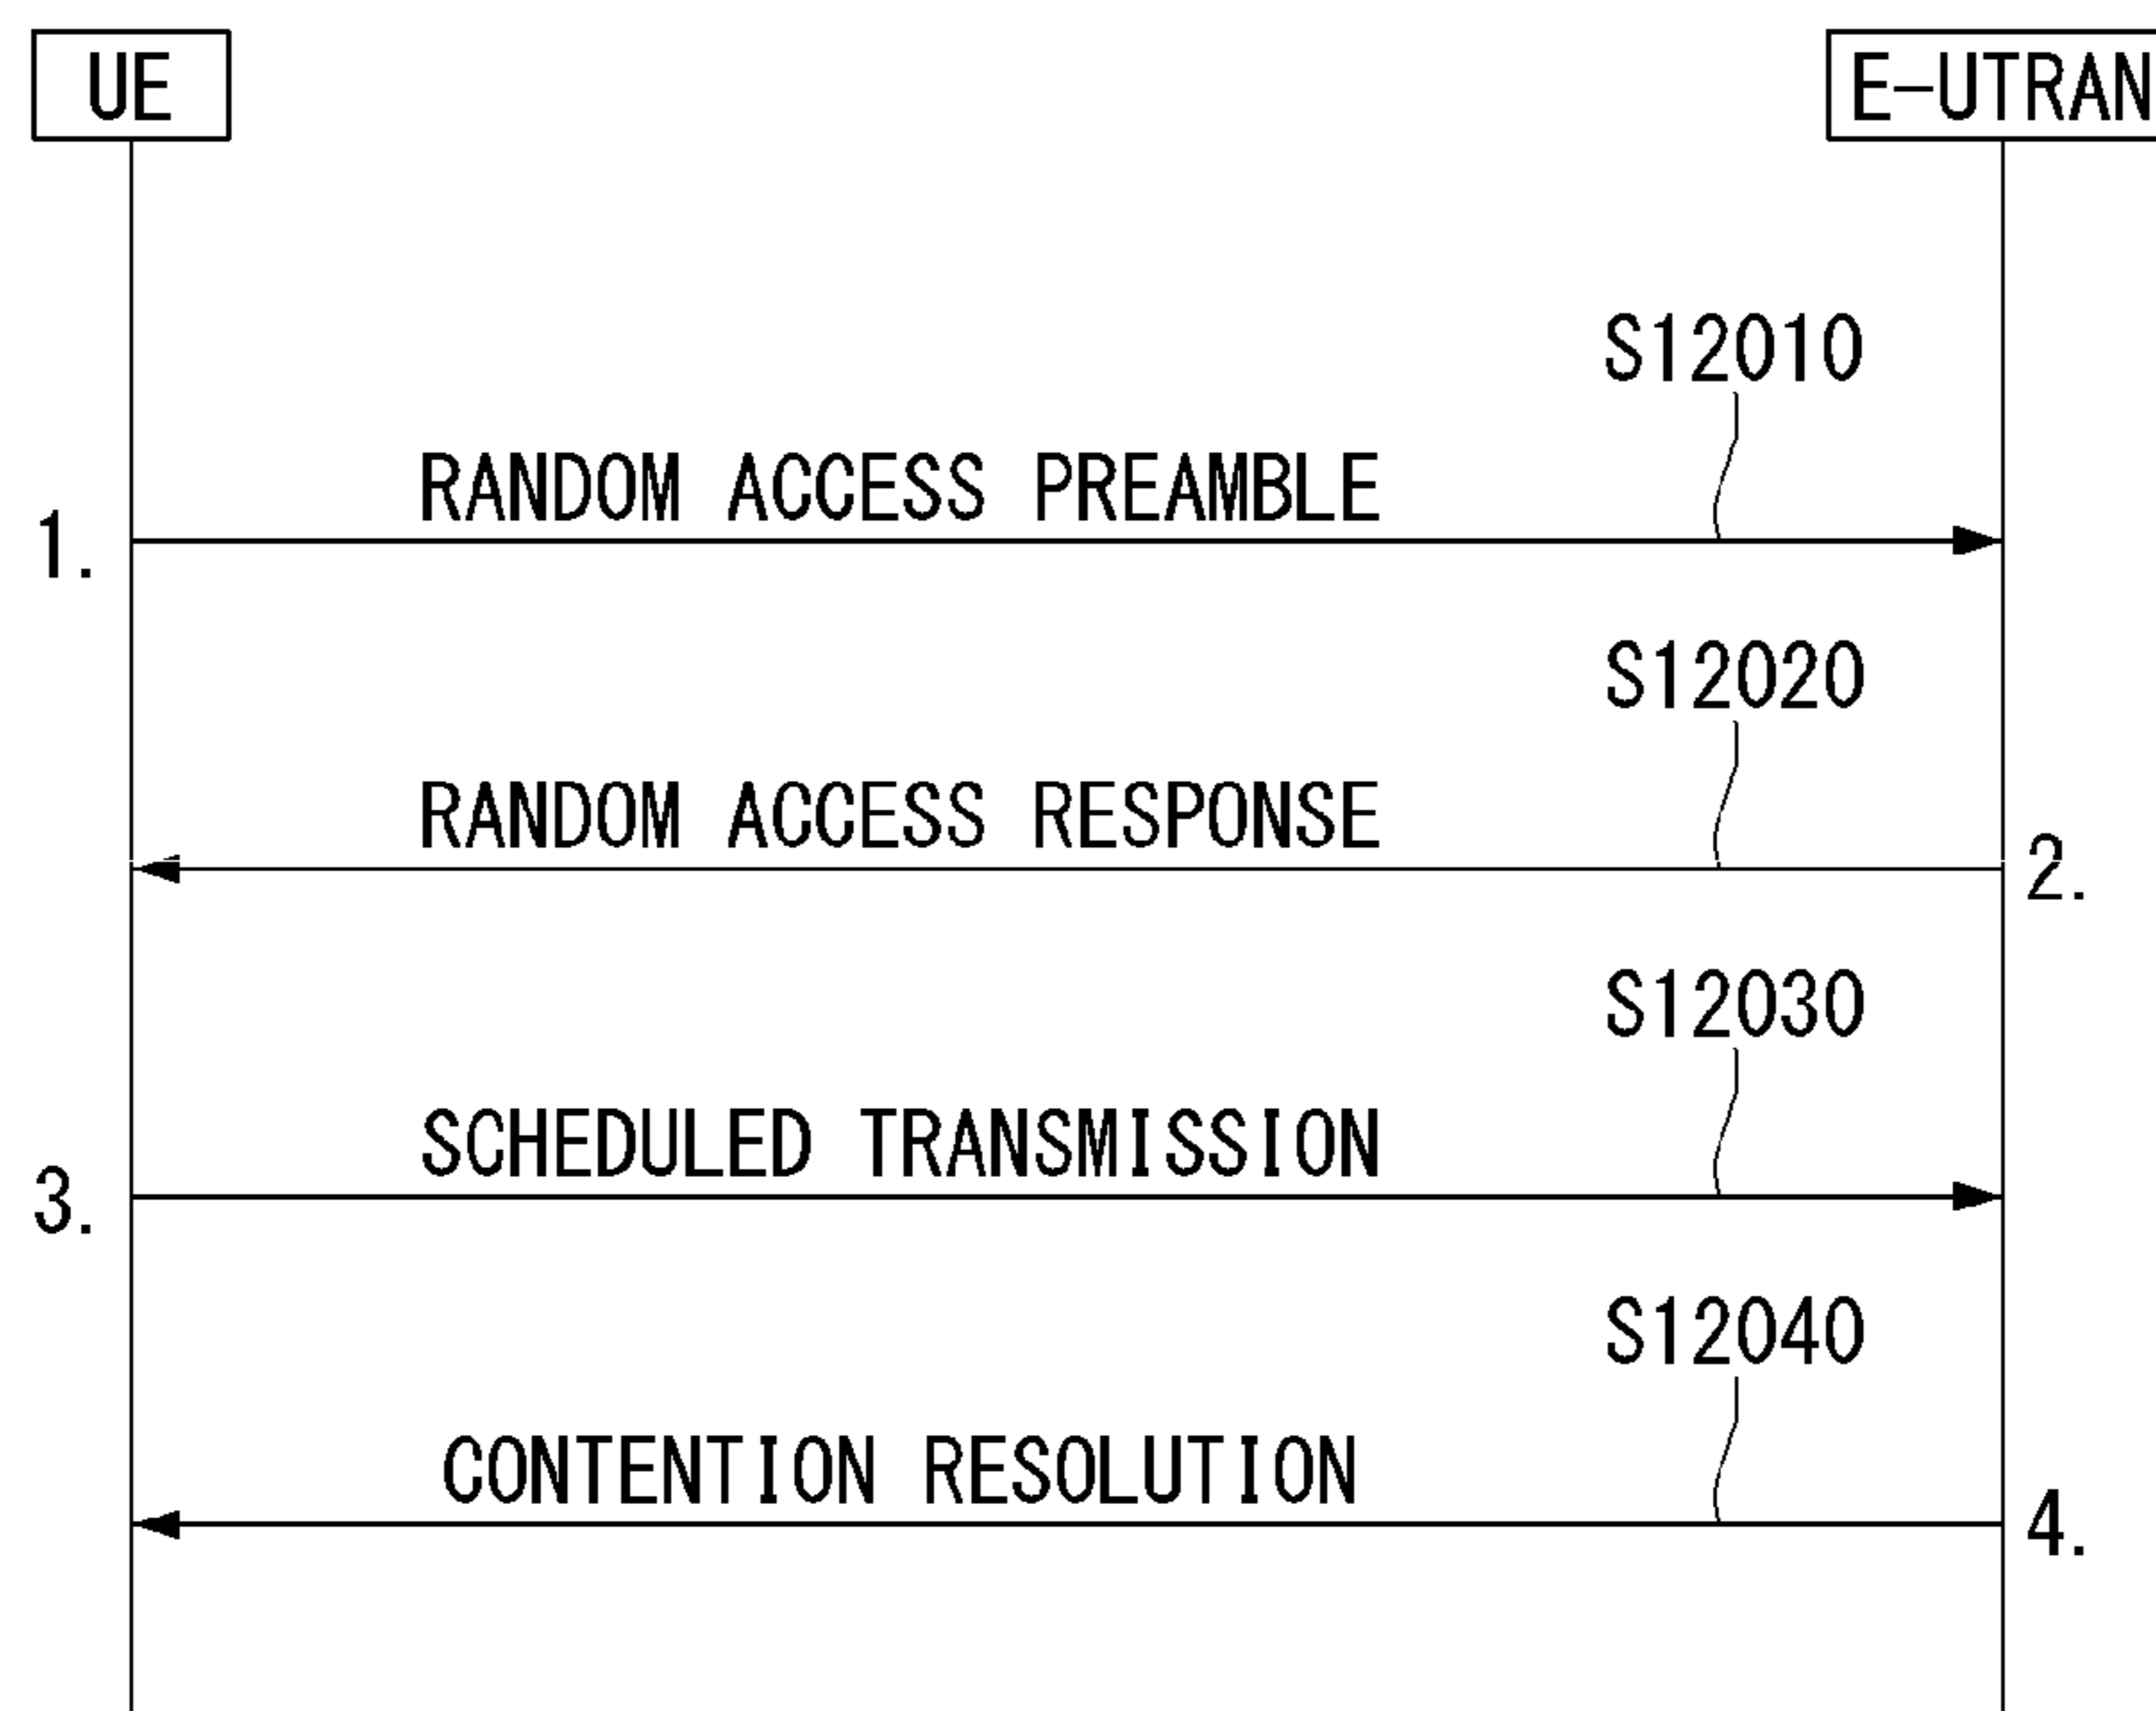 UE
E-UTRAN
S12010
RANDOM ACCESS PREAMBLE
1.
S12020
RANDOM ACCESS RESPONSE
2.
S12030
SCHEDULED TRANSMISSION
3.
S12040
CONTENTION RESOLUTION
4.